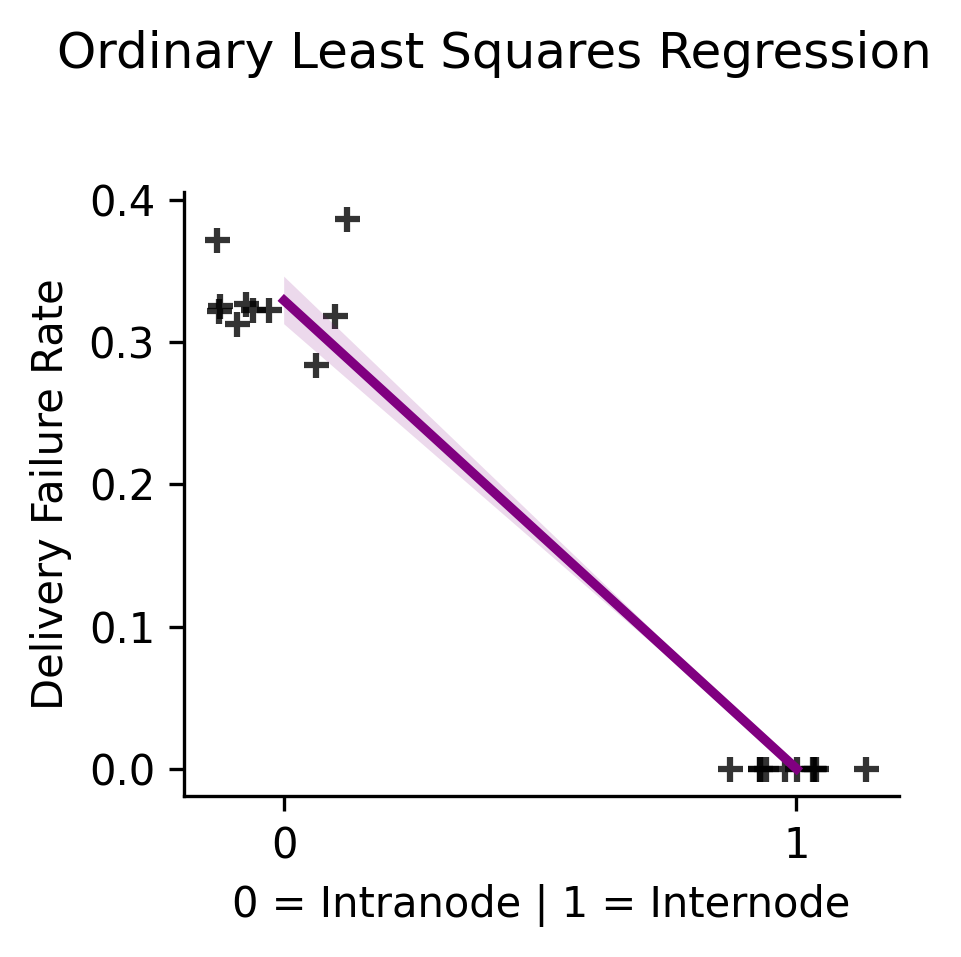 Ordinary Least Squares Regression
0.4
0.3
0.2
0.1
0.0
Delivery Failure Rate
0
1
0 = Intranode | 1 = Internode